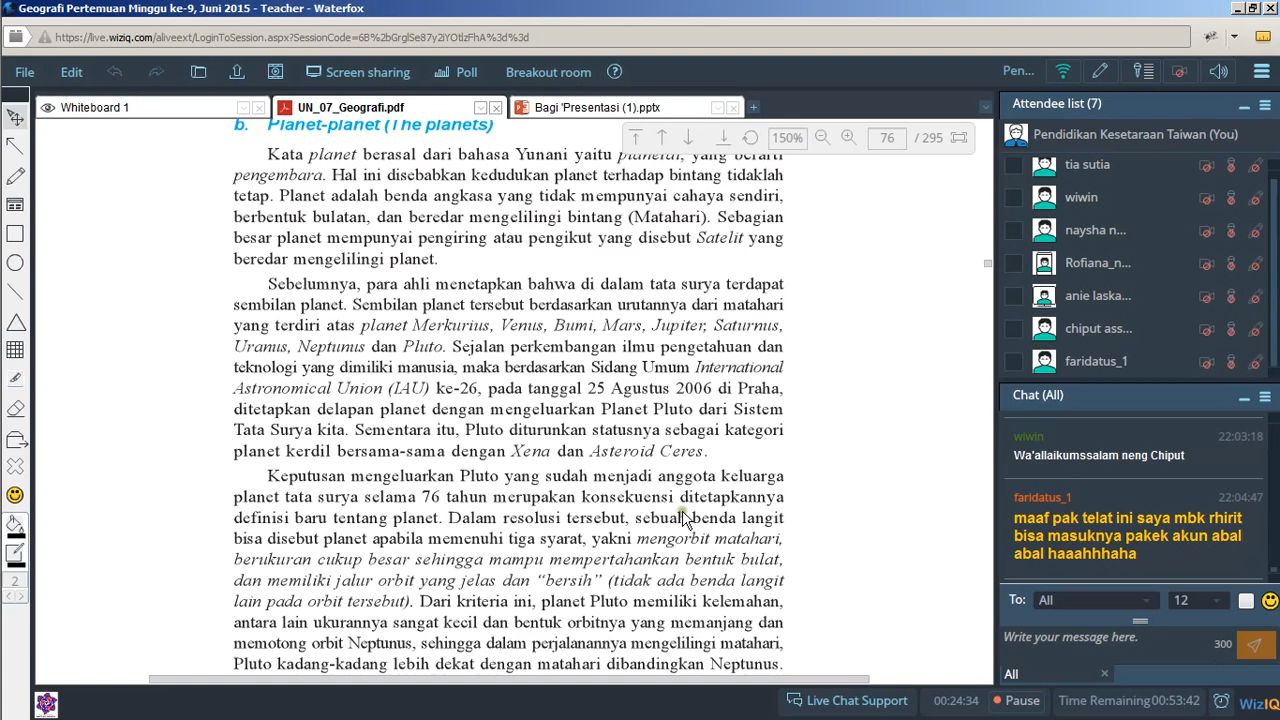 Geografi Pertemuan Minggu ke-9, Juni 2015 - Teacher - Waterfox
https://live.wiziq.com/aliveext/LoginToSession.aspx?SessionCode=6B%2bGrglSe87y2iYOtlzFhA%3d%3d
File Edit Screen sharing Poll Breakout room Pen...
Whiteboard 1 UN_07_Geografi.pdf Bagi 'Presentasi (1).pptx
150% 76 / 295
b. Planet-planet (The planets)
Kata planet berasal dari bahasa Yunani yaitu planetai, yang berarti
pengembara. Hal ini disebabkan kedudukan planet terhadap bintang tidaklah
tetap. Planet adalah benda angkasa yang tidak mempunyai cahaya sendiri,
berbentuk bulatan, dan beredar mengelilingi bintang (Matahari). Sebagian
besar planet mempunyai pengiring atau pengikut yang disebut Satelit yang
beredar mengelilingi planet.
Sebelumnya, para ahli menetapkan bahwa di dalam tata surya terdapat
sembilan planet. Sembilan planet tersebut berdasarkan urutannya dari matahari
yang terdiri atas planet Merkurius, Venus, Bumi, Mars, Jupiter, Saturnus,
Uranus, Neptunus dan Pluto. Sejalan perkembangan ilmu pengetahuan dan
teknologi yang dimiliki manusia, maka berdasarkan Sidang Umum International
Astronomical Union (IAU) ke-26, pada tanggal 25 Agustus 2006 di Praha,
ditetapkan delapan planet dengan mengeluarkan Planet Pluto dari Sistem
Tata Surya kita. Sementara itu, Pluto diturunkan statusnya sebagai kategori
planet kerdil bersama-sama dengan Xena dan Asteroid Ceres.
Keputusan mengeluarkan Pluto yang sudah menjadi anggota keluarga
planet tata surya selama 76 tahun merupakan konsekuensi ditetapkannya
definisi baru tentang planet. Dalam resolusi tersebut, sebuah benda langit
bisa disebut planet apabila memenuhi tiga syarat, yakni mengorbit matahari,
berukuran cukup besar sehingga mampu mempertahankan bentuk bulat,
dan memiliki jalur orbit yang jelas dan “bersih” (tidak ada benda langit
lain pada orbit tersebut). Dari kriteria ini, planet Pluto memiliki kelemahan,
antara lain ukurannya sangat kecil dan bentuk orbitnya yang memanjang dan
memotong orbit Neptunus, sehingga dalam perjalanannya mengelilingi matahari,
Pluto kadang-kadang lebih dekat dengan matahari dibandingkan Neptunus.
2
Attendee list (7)
Pendidikan Kesetaraan Taiwan (You)
tia sutia
wiwin
naysha n...
Rofiana_n...
anie laska...
chiput ass...
faridatus_1
Chat (All)
wiwin 22:03:18
Wa'allaikumssalam neng Chiput
faridatus_1 22:04:47
maaf pak telat ini saya mbk rhirit
bisa masuknya pakek akun abal
abal haaahhhaha
To: All 12
Write your message here. 300
All
Live Chat Support 00:24:34 Pause Time Remaining 00:53:42 WizIQ